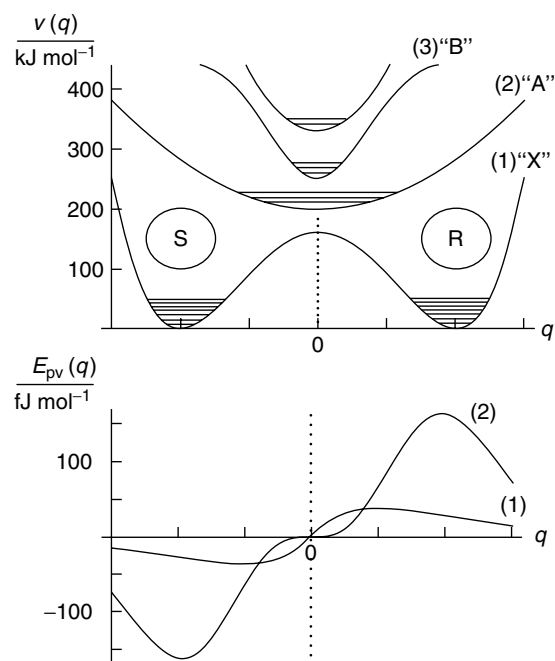 v (q)
kJ mol⁻¹
(3) “B”
(2) “A”
(1) “X”
400
300
200
100
S
R
0
q
E_pv (q)
fJ mol⁻¹
(2)
100
(1)
0
q
−100